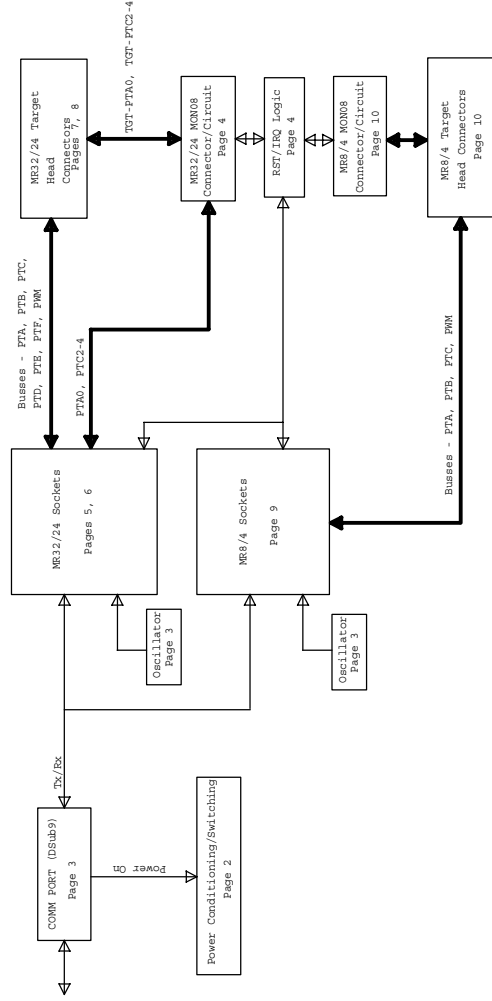 COMM PORT (DSub9)
Page 3
Tx/Rx
Power On
Power Conditioning/Switching
Page 2
Oscillator
Page 3
Oscillator
Page 3
MR32/24 Sockets
Pages 5, 6
MR8/4 Sockets
Page 9
Busses - PTA, PTB, PTC,
PTD, PTE, PTF, PWM
PTA0, PTC2-4
Busses - PTA, PTB, PTC, PWM
MR32/24 Target
Head
Connectors
Pages 7, 8
TGT-PTA0, TGT-PTC2-4
MR32/24 MON08
Connector/Circuit
Page 4
RST/IRQ Logic
Page 4
MR8/4 MON08
Connector/Circuit
Page 10
MR8/4 Target
Head Connectors
Page 10